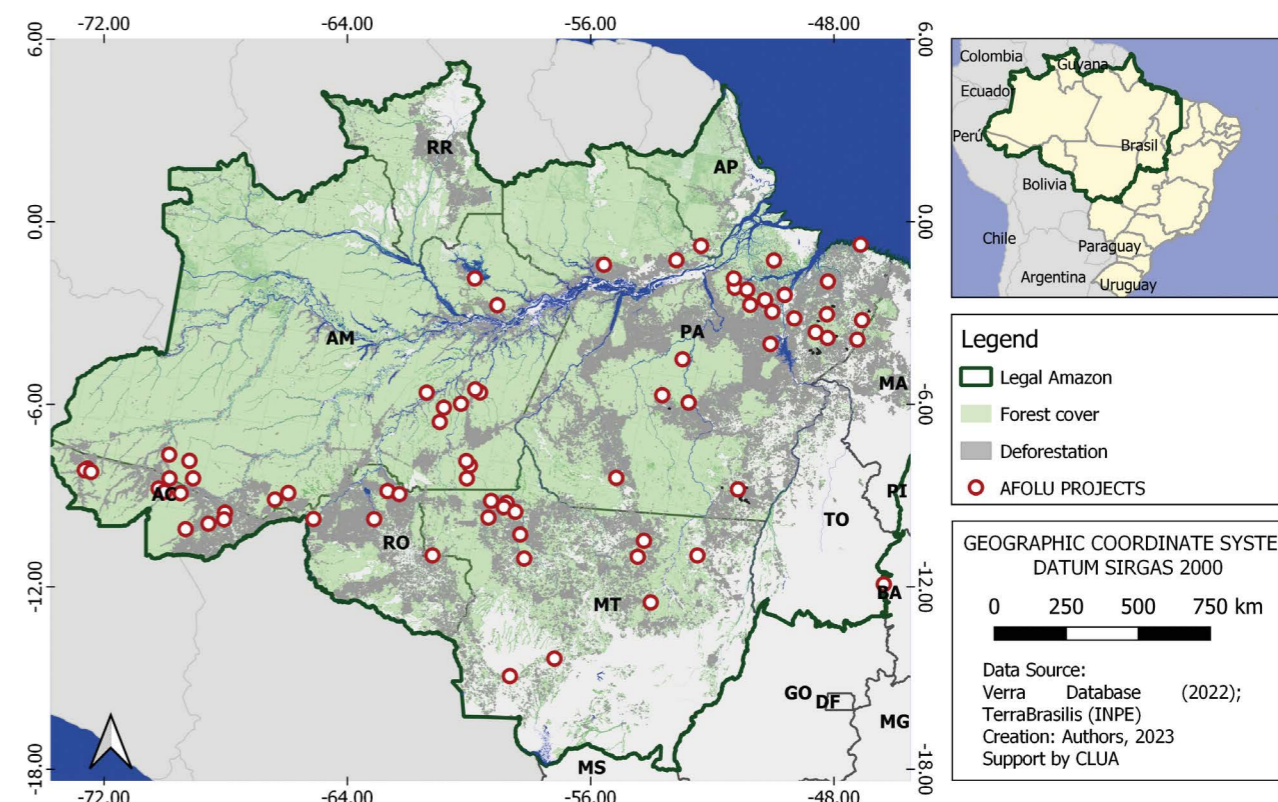 -72.00 -64.00 -56.00 -48.00
6.00 6.00
0.00 0.00
-6.00 -6.00
-12.00 -12.00
-18.00 -18.00
-72.00 -64.00 -56.00 -48.00
RR
AP
AM
PA
MA
AC
PI
TO
RO
BA
MT
GO
DF
MG
MS
Colombia
Guyana
Ecuador
Perú
Brasil
Bolivia
Chile
Paraguay
Argentina
Uruguay
Legend
Legal Amazon
Forest cover
Deforestation
AFOLU PROJECTS
GEOGRAPHIC COORDINATE SYSTE
DATUM SIRGAS 2000
0 250 500 750 km
Data Source:
Verra Database (2022);
TerraBrasilis (INPE)
Creation: Authors, 2023
Support by CLUA